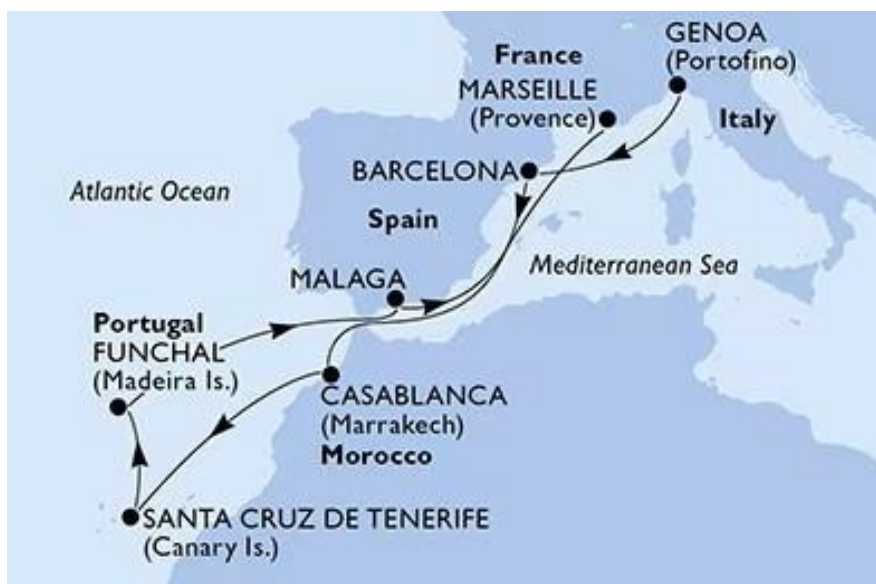 GENOA
(Portofino)
France
MARSEILLE
(Provence)
Italy
BARCELONA
Atlantic Ocean
Spain
Mediterranean Sea
MALAGA
Portugal
FUNCHAL
(Madeira Is.)
CASABLANCA
(Marrakech)
Morocco
SANTA CRUZ DE TENERIFE
(Canary Is.)